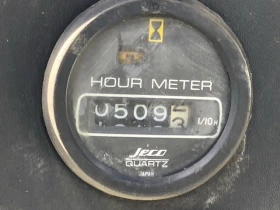 HOUR METER
0509
1/10 H
Jeco
QUARTZ
JAPAN